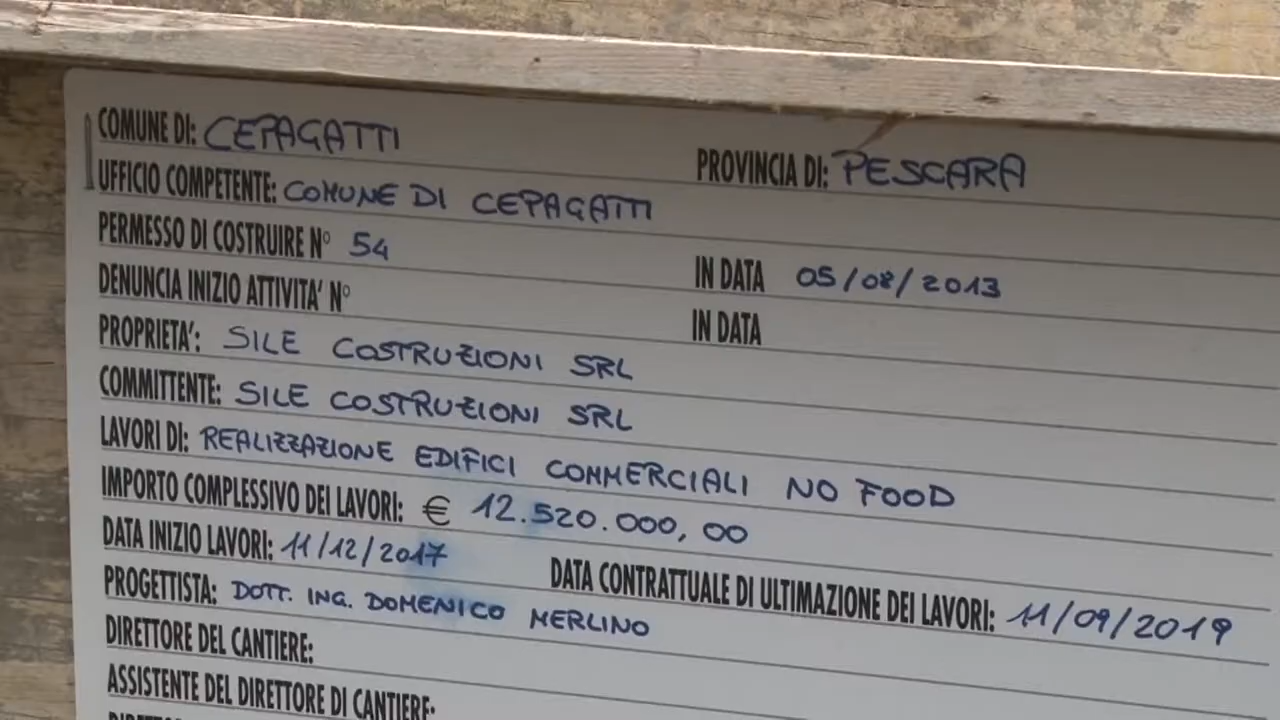 COMUNE DI: CEPAGATTI PROVINCIA DI: PESCARA
UFFICIO COMPETENTE: COMUNE DI CEPAGATTI
PERMESSO DI COSTRUIRE N° 54 IN DATA 05/08/2013
DENUNCIA INIZIO ATTIVITA' N° IN DATA
PROPRIETA': SILE COSTRUZIONI SRL
COMMITTENTE: SILE COSTRUZIONI SRL
LAVORI DI: REALIZZAZIONE EDIFICI COMMERCIALI NO FOOD
IMPORTO COMPLESSIVO DEI LAVORI: € 12.520.000,00
DATA INIZIO LAVORI: 11/12/2017 DATA CONTRATTUALE DI ULTIMAZIONE DEI LAVORI: 11/09/2019
PROGETTISTA: DOTT. ING. DOMENICO MERLINO
DIRETTORE DEL CANTIERE:
ASSISTENTE DEL DIRETTORE DI CANTIERE: